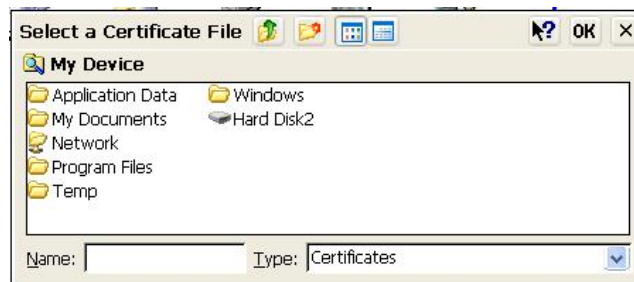 Select a Certificate File ? OK ×
My Device
Application Data Windows
My Documents Hard Disk2
Network
Program Files
Temp
Name: Type: Certificates